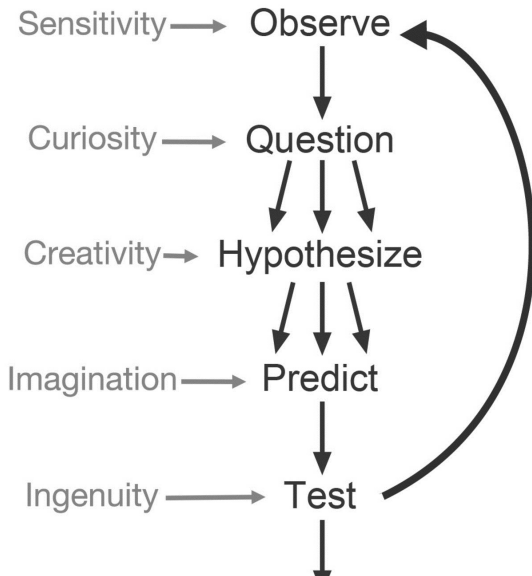 Sensitivity Observe
Curiosity Question
Creativity Hypothesize
Imagination Predict
Ingenuity Test